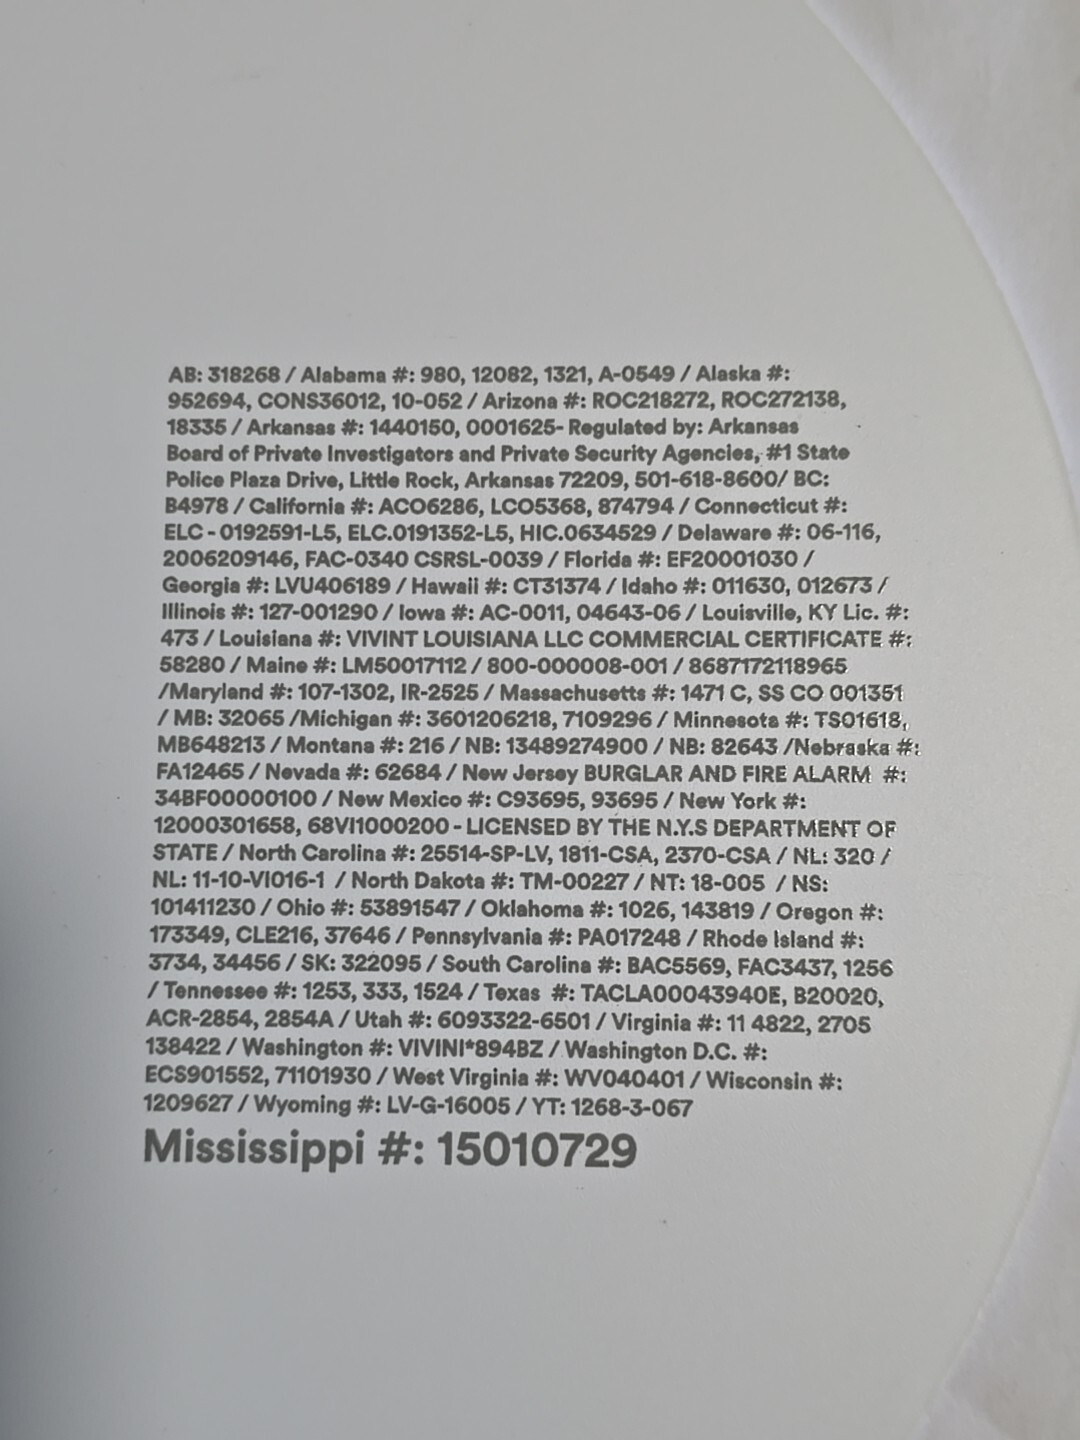 AB: 318268 / Alabama #: 980, 12082, 1321, A-0549 / Alaska #:
952694, CONS36012, 10-052 / Arizona #: ROC218272, ROC272138,
18335 / Arkansas #: 1440150, 0001625- Regulated by: Arkansas
Board of Private Investigators and Private Security Agencies, #1 State
Police Plaza Drive, Little Rock, Arkansas 72209, 501-618-8600/ BC:
B4978 / California #: ACO6286, LCO5368, 874794 / Connecticut #:
ELC - 0192591-L5, ELC.0191352-L5, HIC.0634529 / Delaware #: 06-116,
2006209146, FAC-0340 CSRSL-0039 / Florida #: EF20001030 /
Georgia #: LVU406189 / Hawaii #: CT31374 / Idaho #: 011630, 012673 /
Illinois #: 127-001290 / Iowa #: AC-0011, 04643-06 / Louisville, KY Lic. #:
473 / Louisiana #: VIVINT LOUISIANA LLC COMMERCIAL CERTIFICATE #:
58280 / Maine #: LM50017112 / 800-000008-001 / 8687172118965
/Maryland #: 107-1302, IR-2525 / Massachusetts #: 1471 C, SS CO 001351
/ MB: 32065 /Michigan #: 3601206218, 7109296 / Minnesota #: TS01618,
MB648213 / Montana #: 216 / NB: 13489274900 / NB: 82643 /Nebraska #:
FA12465 / Nevada #: 62684 / New Jersey BURGLAR AND FIRE ALARM #:
34BF00000100 / New Mexico #: C93695, 93695 / New York #:
12000301658, 68VI1000200 - LICENSED BY THE N.Y.S DEPARTMENT OF
STATE / North Carolina #: 25514-SP-LV, 1811-CSA, 2370-CSA / NL: 320 /
NL: 11-10-VI016-1 / North Dakota #: TM-00227 / NT: 18-005 / NS:
101411230 / Ohio #: 53891547 / Oklahoma #: 1026, 143819 / Oregon #:
173349, CLE216, 37646 / Pennsylvania #: PA017248 / Rhode Island #:
3734, 34456 / SK: 322095 / South Carolina #: BAC5569, FAC3437, 1256
/ Tennessee #: 1253, 333, 1524 / Texas #: TACLA00043940E, B20020,
ACR-2854, 2854A / Utah #: 6093322-6501 / Virginia #: 11 4822, 2705
138422 / Washington #: VIVINI*894BZ / Washington D.C. #:
ECS901552, 71101930 / West Virginia #: WV040401 / Wisconsin #:
1209627 / Wyoming #: LV-G-16005 / YT: 1268-3-067
Mississippi #: 15010729